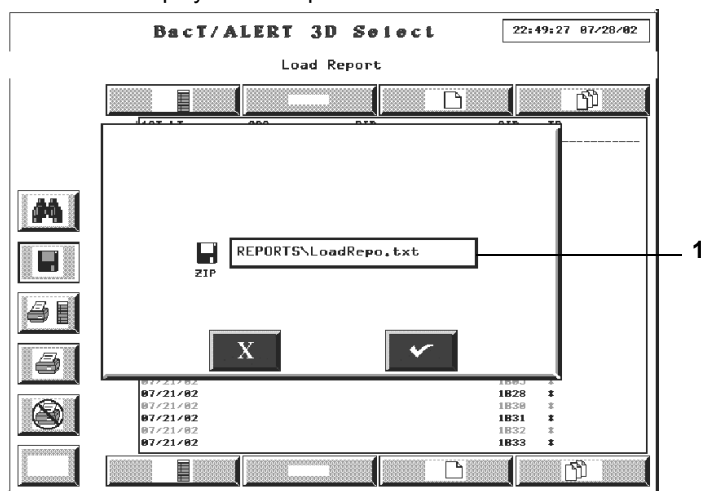 BacT/ALERT 3D Select
22:49:27 07/28/02
Load Report
REPORTS\LoadRepo.txt
1
ZIP
X
07/21/02 *
07/21/02 1B28 *
07/21/02 1B30 *
07/21/02 1B31 *
07/21/02 1B32 *
07/21/02 1B33 *